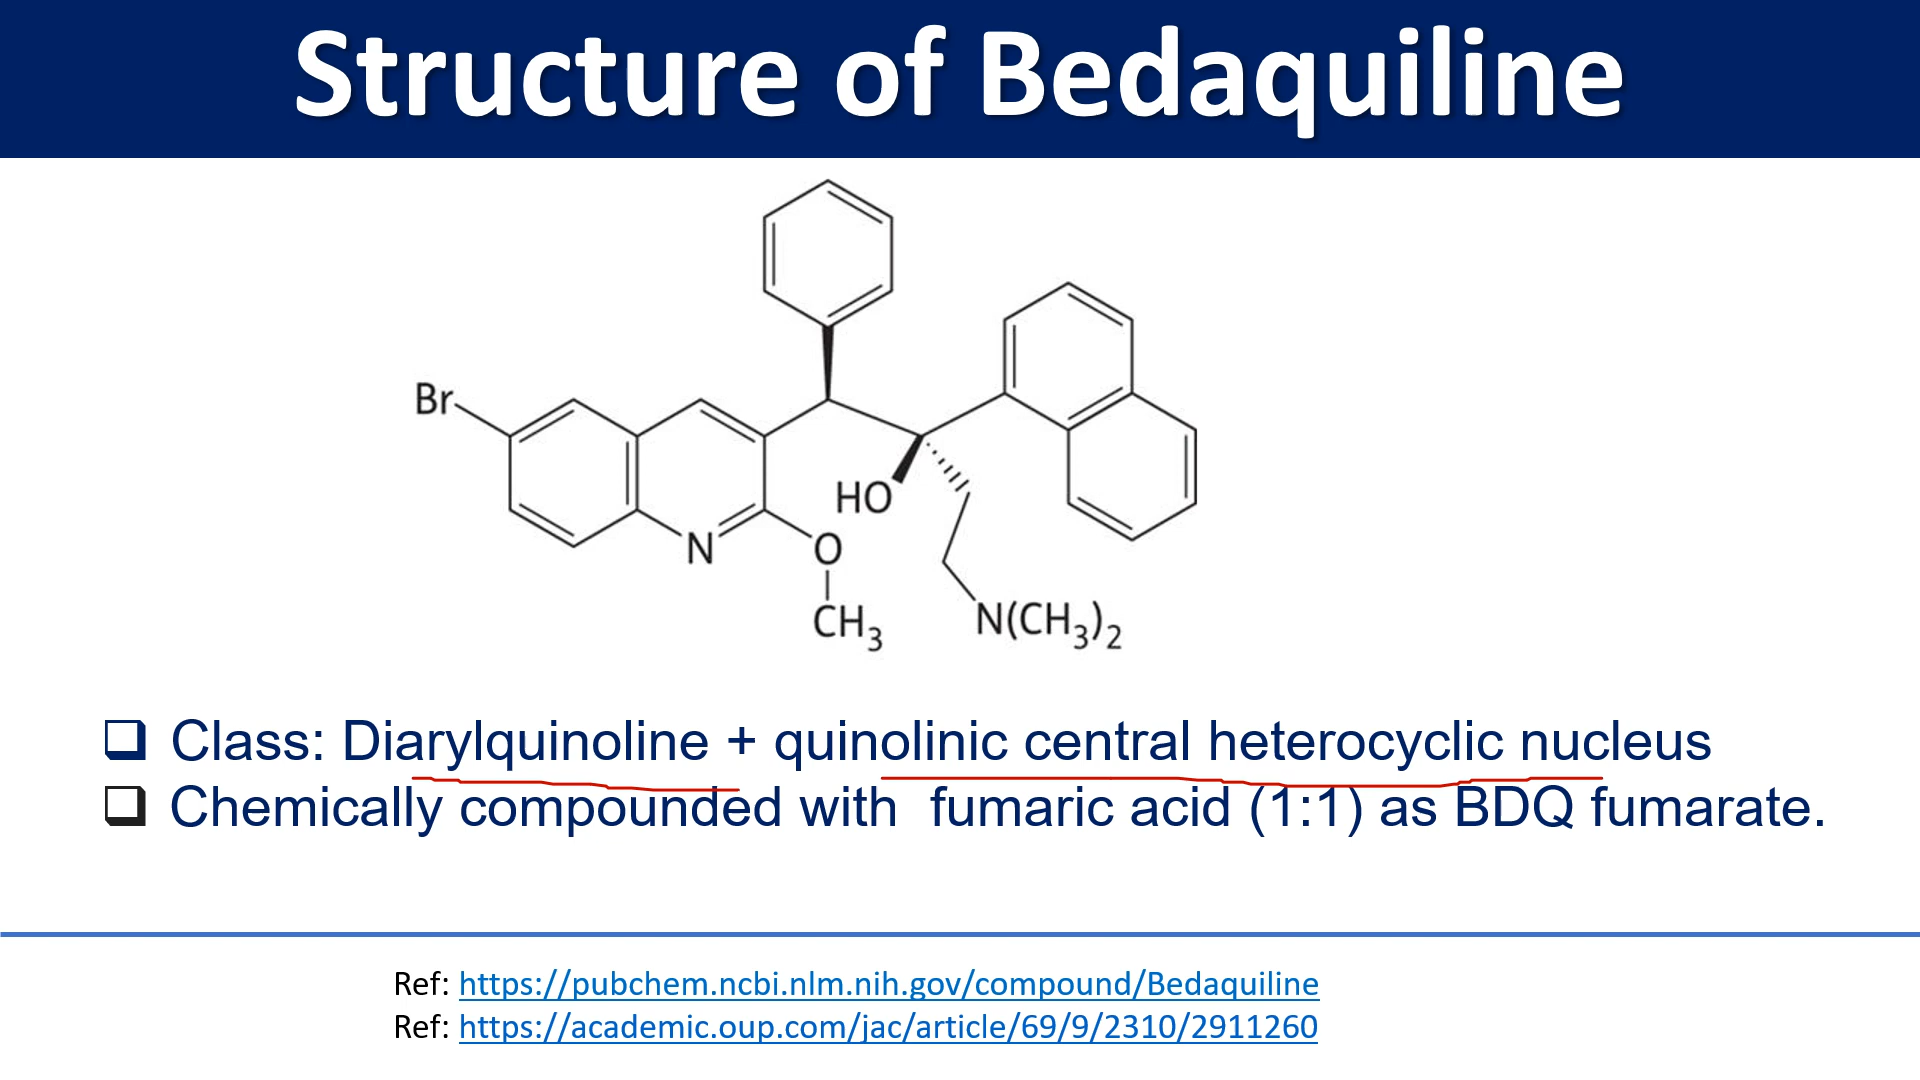 Structure of Bedaquiline
Br
HO
N
O
CH3
N(CH3)2
Class: Diarylquinoline + quinolinic central heterocyclic nucleus
Chemically compounded with  fumaric acid (1:1) as BDQ fumarate.
Ref: https://pubchem.ncbi.nlm.nih.gov/compound/Bedaquiline
Ref: https://academic.oup.com/jac/article/69/9/2310/2911260